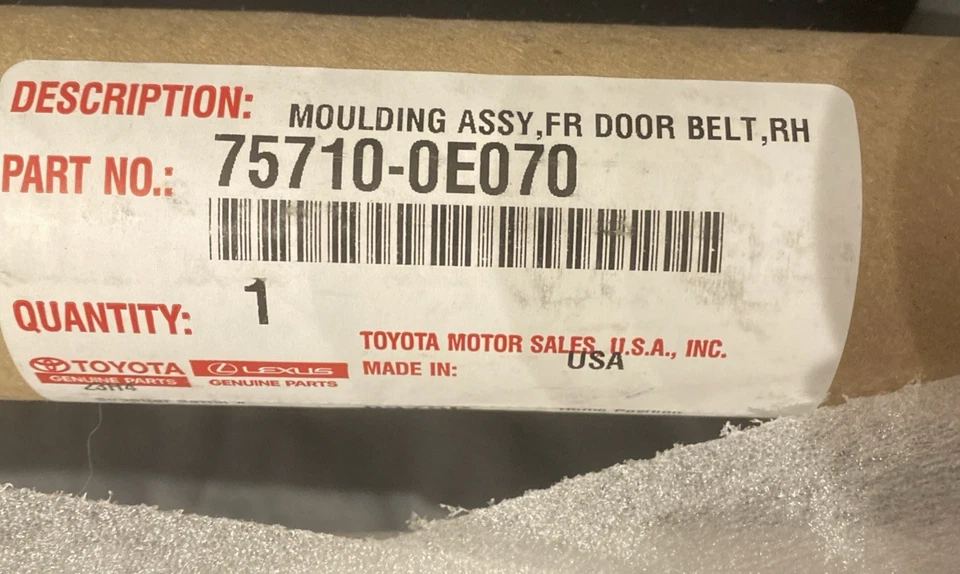 DESCRIPTION: MOULDING ASSY,FR DOOR BELT,RH
PART NO.: 75710-0E070
QUANTITY: 1
TOYOTA MOTOR SALES, U.S.A., INC.
MADE IN: USA
TOYOTA
GENUINE PARTS
LEXUS
GENUINE PARTS